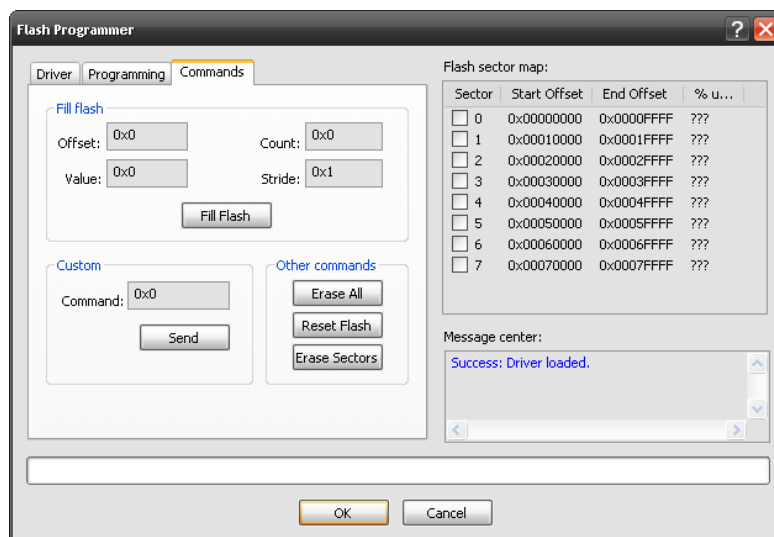 Flash Programmer
Driver Programming Commands
Fill flash
Offset: 0x0 Count: 0x0
Value: 0x0 Stride: 0x1
Fill Flash
Custom
Command: 0x0
Send
Other commands
Erase All
Reset Flash
Erase Sectors
Flash sector map:
Sector Start Offset End Offset % u...
0 0x00000000 0x0000FFFF ???
1 0x00010000 0x0001FFFF ???
2 0x00020000 0x0002FFFF ???
3 0x00030000 0x0003FFFF ???
4 0x00040000 0x0004FFFF ???
5 0x00050000 0x0005FFFF ???
6 0x00060000 0x0006FFFF ???
7 0x00070000 0x0007FFFF ???
Message center:
Success: Driver loaded.
OK Cancel